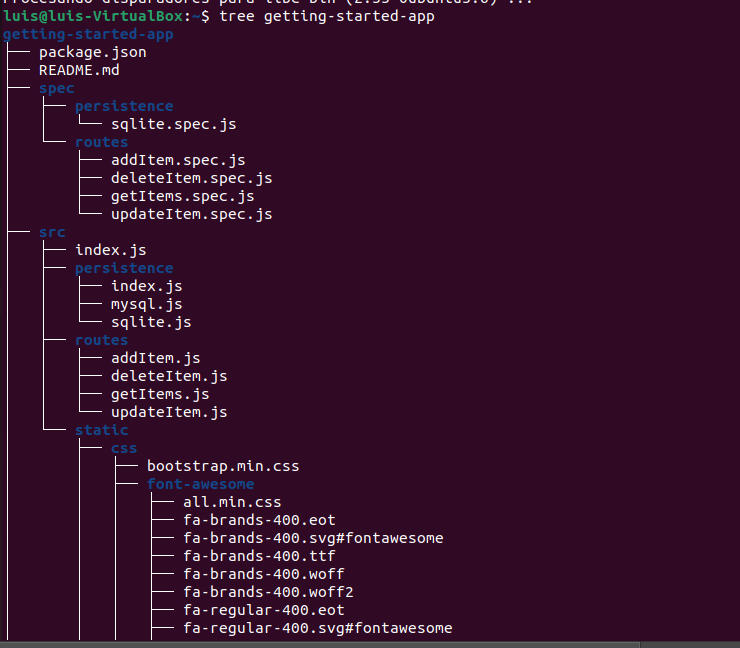 Procesando disparadores para libc-bin (2.35-0ubuntu3.6) ...
luis@luis-VirtualBox:~$ tree getting-started-app
getting-started-app
├── package.json
├── README.md
├── spec
│   ├── persistence
│   │   └── sqlite.spec.js
│   └── routes
│       ├── addItem.spec.js
│       ├── deleteItem.spec.js
│       ├── getItems.spec.js
│       └── updateItem.spec.js
├── src
│   ├── index.js
│   ├── persistence
│   │   ├── index.js
│   │   ├── mysql.js
│   │   └── sqlite.js
│   ├── routes
│   │   ├── addItem.js
│   │   ├── deleteItem.js
│   │   ├── getItems.js
│   │   └── updateItem.js
│   └── static
│       ├── css
│       │   ├── bootstrap.min.css
│       │   ├── font-awesome
│       │   │   ├── all.min.css
│       │   │   ├── fa-brands-400.eot
│       │   │   ├── fa-brands-400.svg#fontawesome
│       │   │   ├── fa-brands-400.ttf
│       │   │   ├── fa-brands-400.woff
│       │   │   ├── fa-brands-400.woff2
│       │   │   ├── fa-regular-400.eot
│       │   │   ├── fa-regular-400.svg#fontawesome